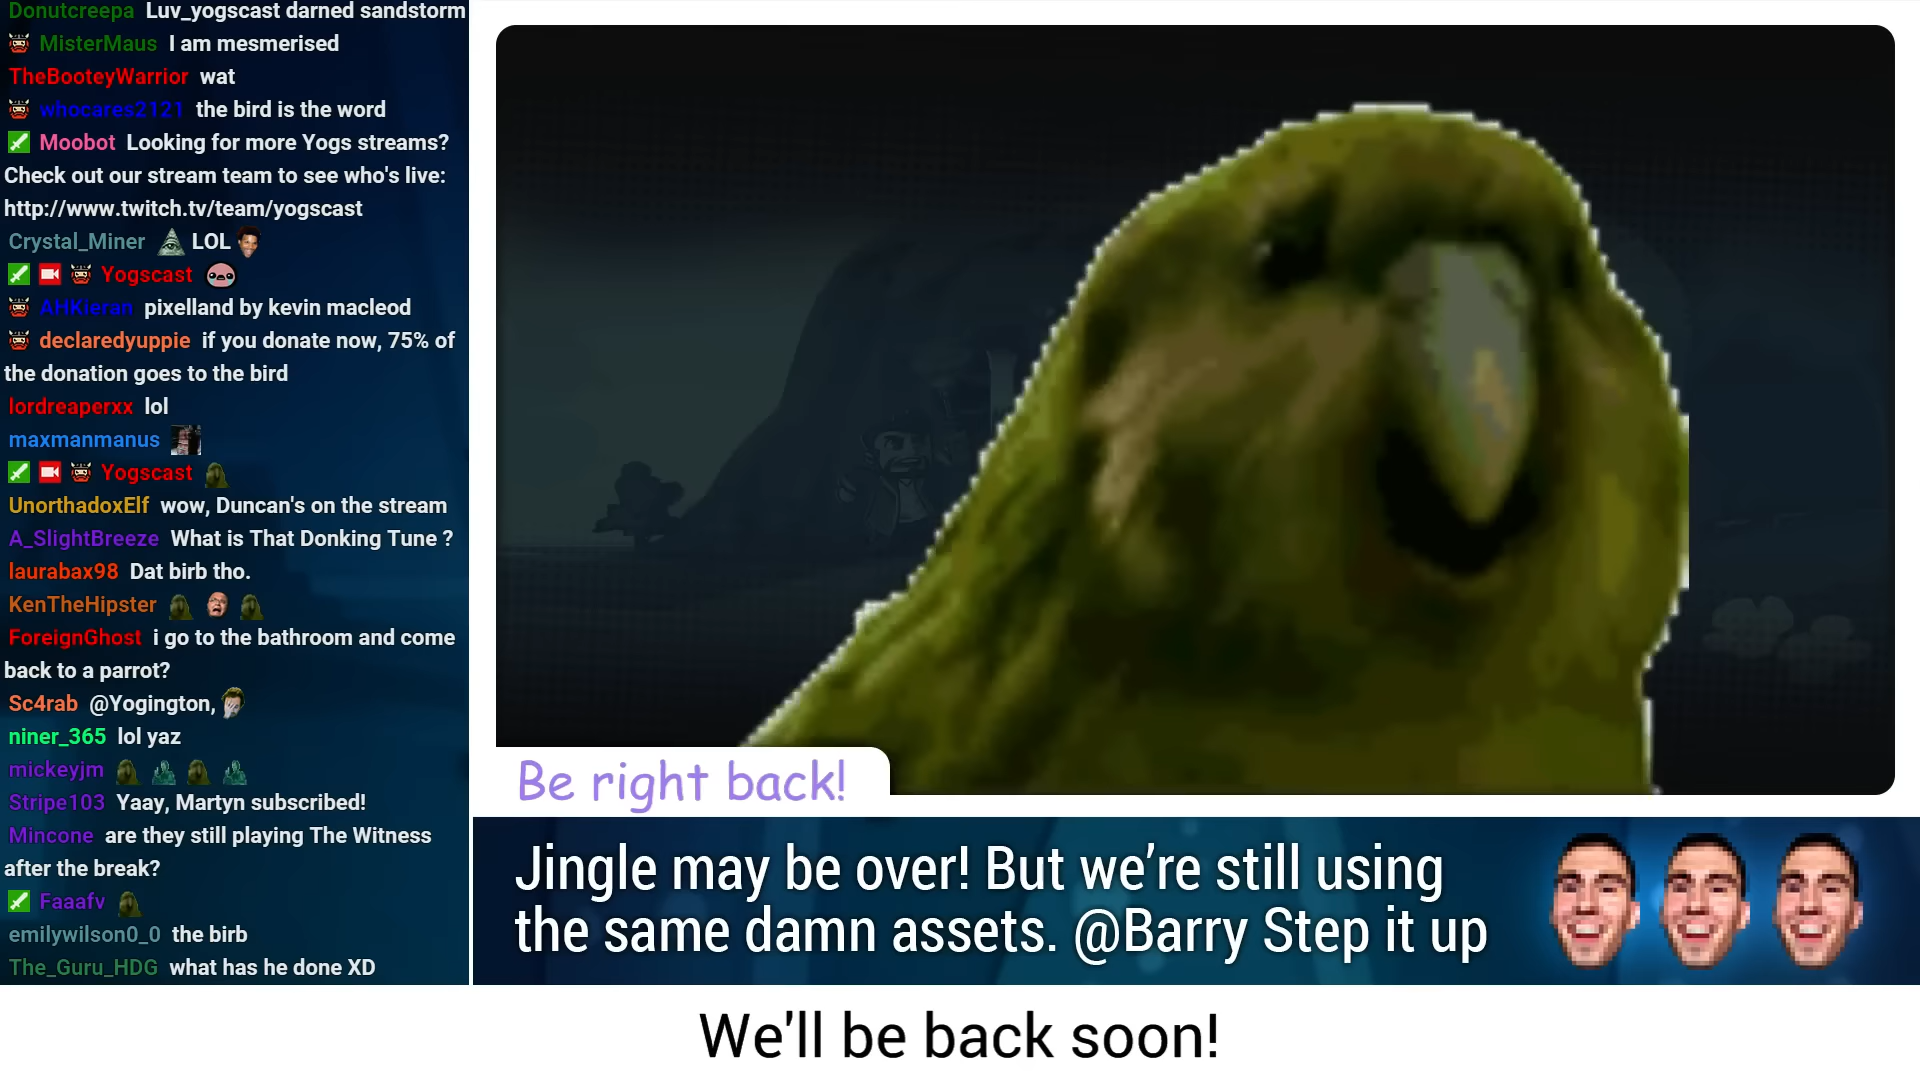 Donutcreepa Luv_yogscast darned sandstorm
MisterMaus I am mesmerised
TheBooteyWarrior wat
whocares2121 the bird is the word
Moobot Looking for more Yogs streams?
Check out our stream team to see who's live:
http://www.twitch.tv/team/yogscast
Crystal_Miner LOL
Yogscast
AHKieran pixelland by kevin macleod
declaredyuppie if you donate now, 75% of
the donation goes to the bird
lordreaperxx lol
maxmanmanus
Yogscast
UnorthadoxElf wow, Duncan's on the stream
A_SlightBreeze What is That Donking Tune ?
laurabax98 Dat birb tho.
KenTheHipster
ForeignGhost i go to the bathroom and come
back to a parrot?
Sc4rab @Yogington,
niner_365 lol yaz
mickeyjm
Stripe103 Yaay, Martyn subscribed!
Mincone are they still playing The Witness
after the break?
Faaafv
emilywilson0_0 the birb
The_Guru_HDG what has he done XD
Be right back!
Jingle may be over! But we're still using
the same damn assets. @Barry Step it up
We'll be back soon!